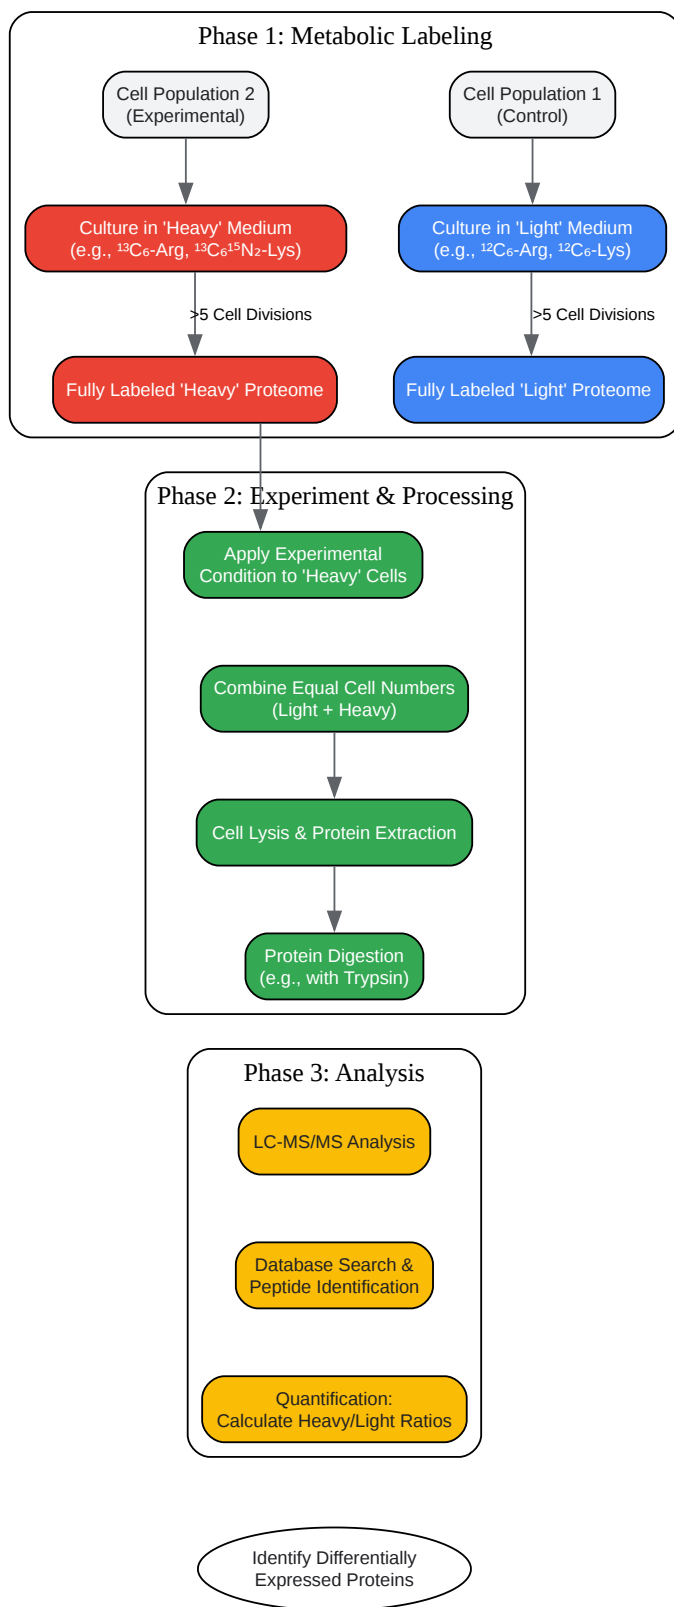 Phase 1: Metabolic Labeling
Cell Population 2
(Experimental)
Cell Population 1
(Control)
Culture in 'Heavy' Medium
(e.g., ¹³C₆-Arg, ¹³C₆¹⁵N₂-Lys)
Culture in 'Light' Medium
(e.g., ¹²C₆-Arg, ¹²C₆-Lys)
>5 Cell Divisions
>5 Cell Divisions
Fully Labeled 'Heavy' Proteome
Fully Labeled 'Light' Proteome
Phase 2: Experiment & Processing
Apply Experimental
Condition to 'Heavy' Cells
Combine Equal Cell Numbers
(Light + Heavy)
Cell Lysis & Protein Extraction
Protein Digestion
(e.g., with Trypsin)
Phase 3: Analysis
LC-MS/MS Analysis
Database Search &
Peptide Identification
Quantification:
Calculate Heavy/Light Ratios
Identify Differentially
Expressed Proteins